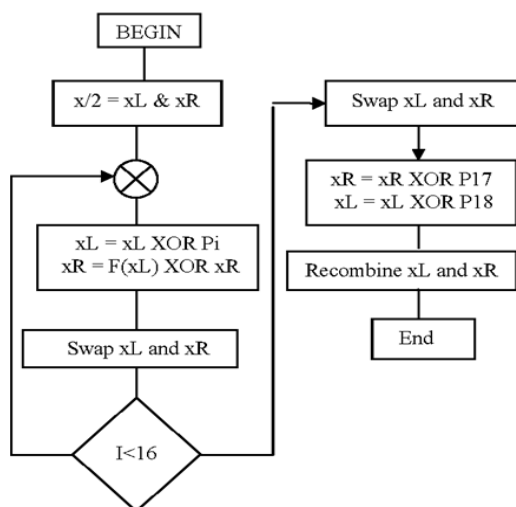 BEGIN
x/2 = xL & xR
xL = xL XOR Pi
xR = F(xL) XOR xR
Swap xL and xR
I<16
Swap xL and xR
xR = xR XOR P17
xL = xL XOR P18
Recombine xL and xR
End